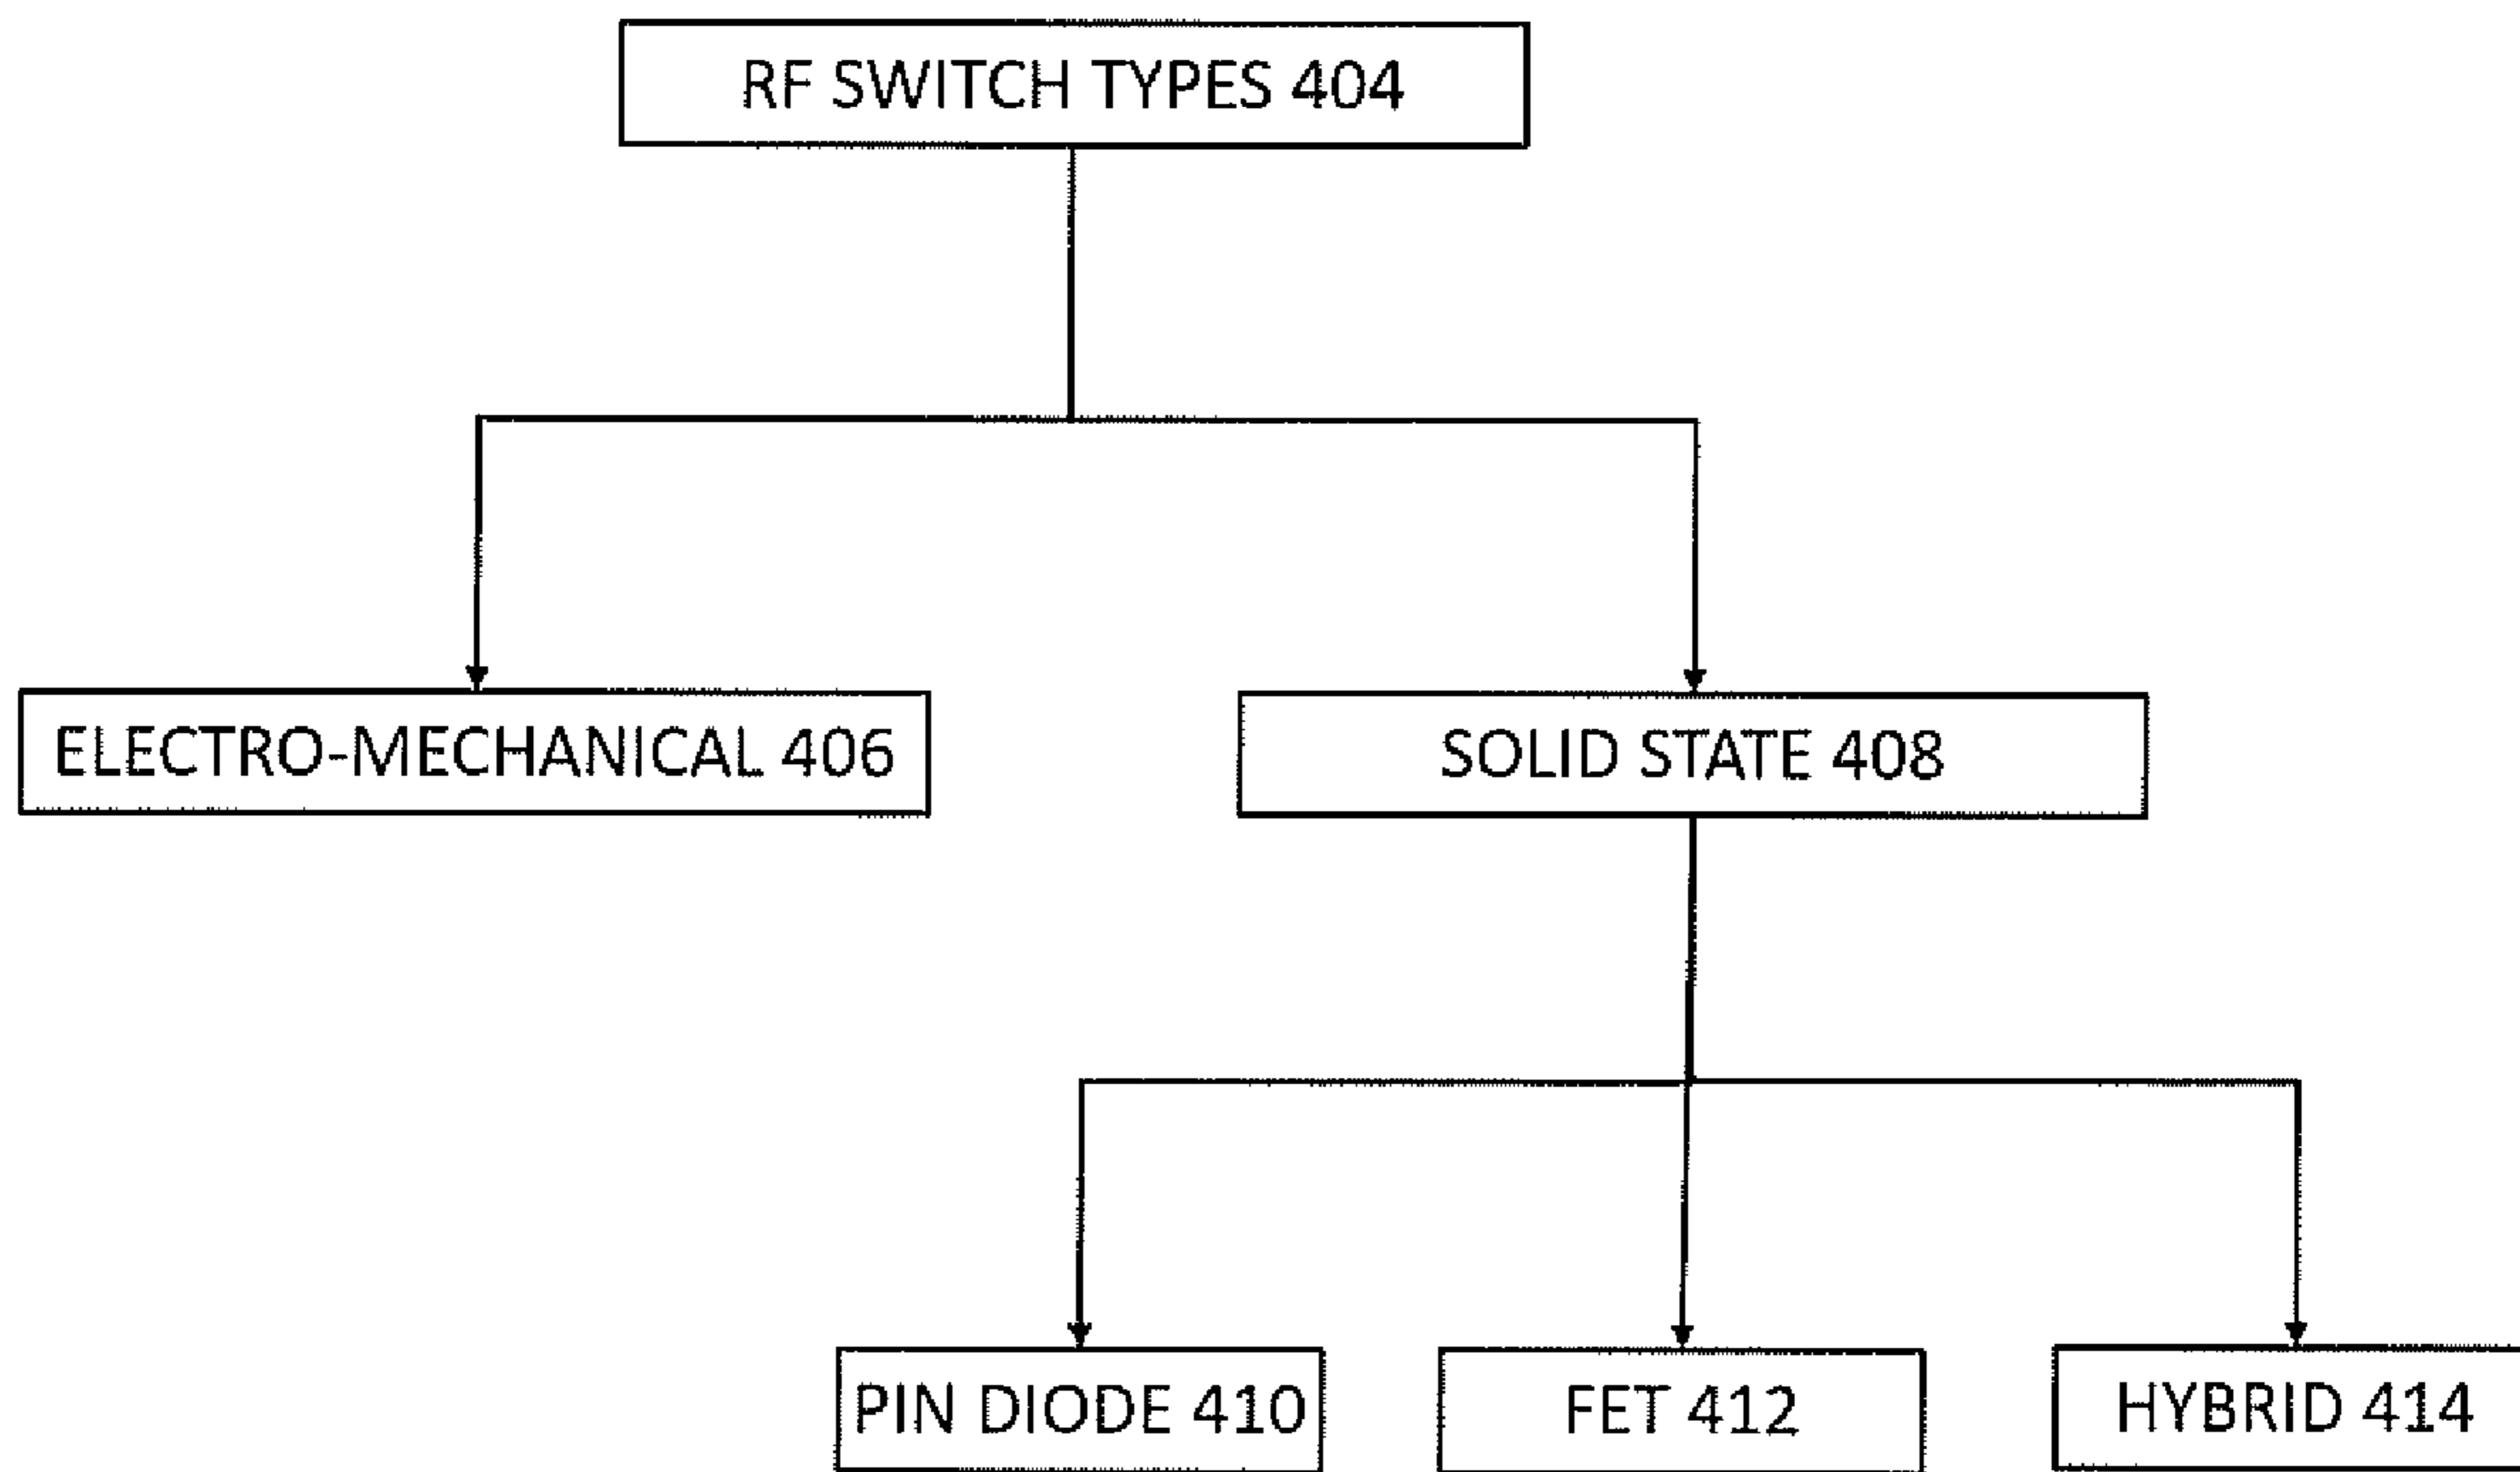 RF SWITCH TYPES 404
ELECTRO-MECHANICAL 406
SOLID STATE 408
PIN DIODE 410
FET 412
HYBRID 414